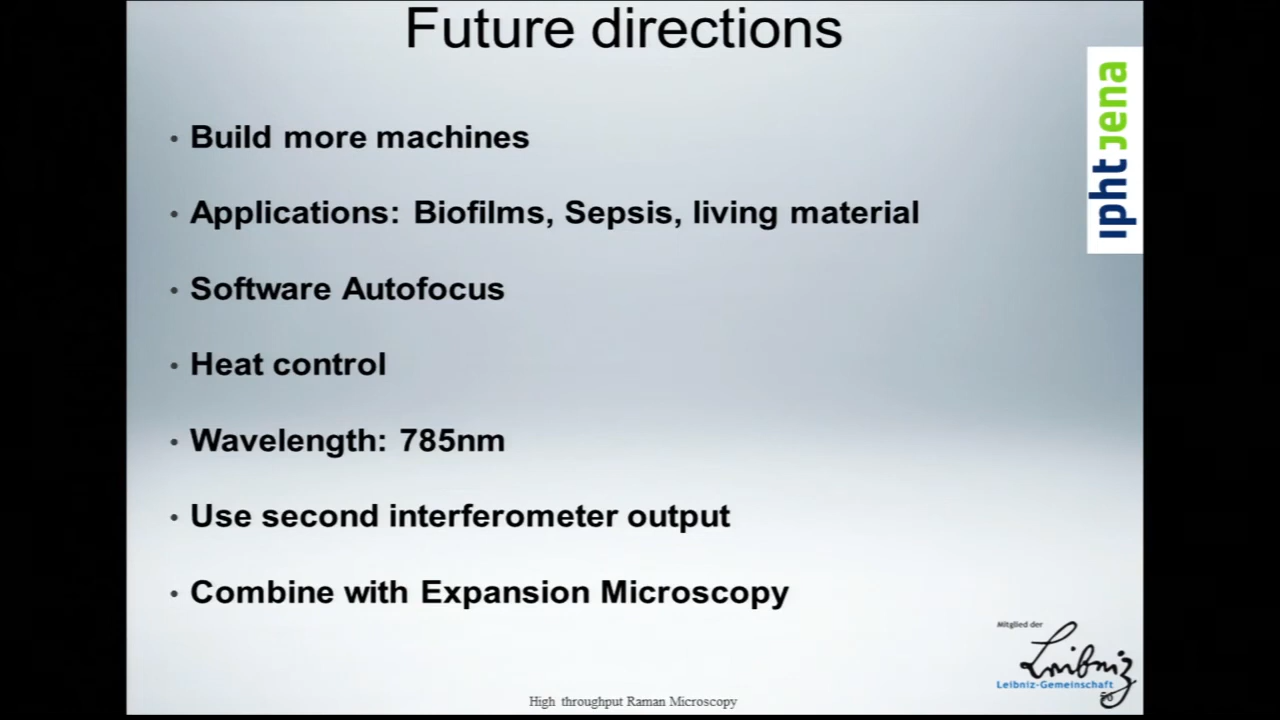 Future directions
ipht jena
• Build more machines
• Applications: Biofilms, Sepsis, living material
• Software Autofocus
• Heat control
• Wavelength: 785nm
• Use second interferometer output
• Combine with Expansion Microscopy
Mitglied der
Leibniz
Leibniz-Gemeinschaft
High throughput Raman Microscopy